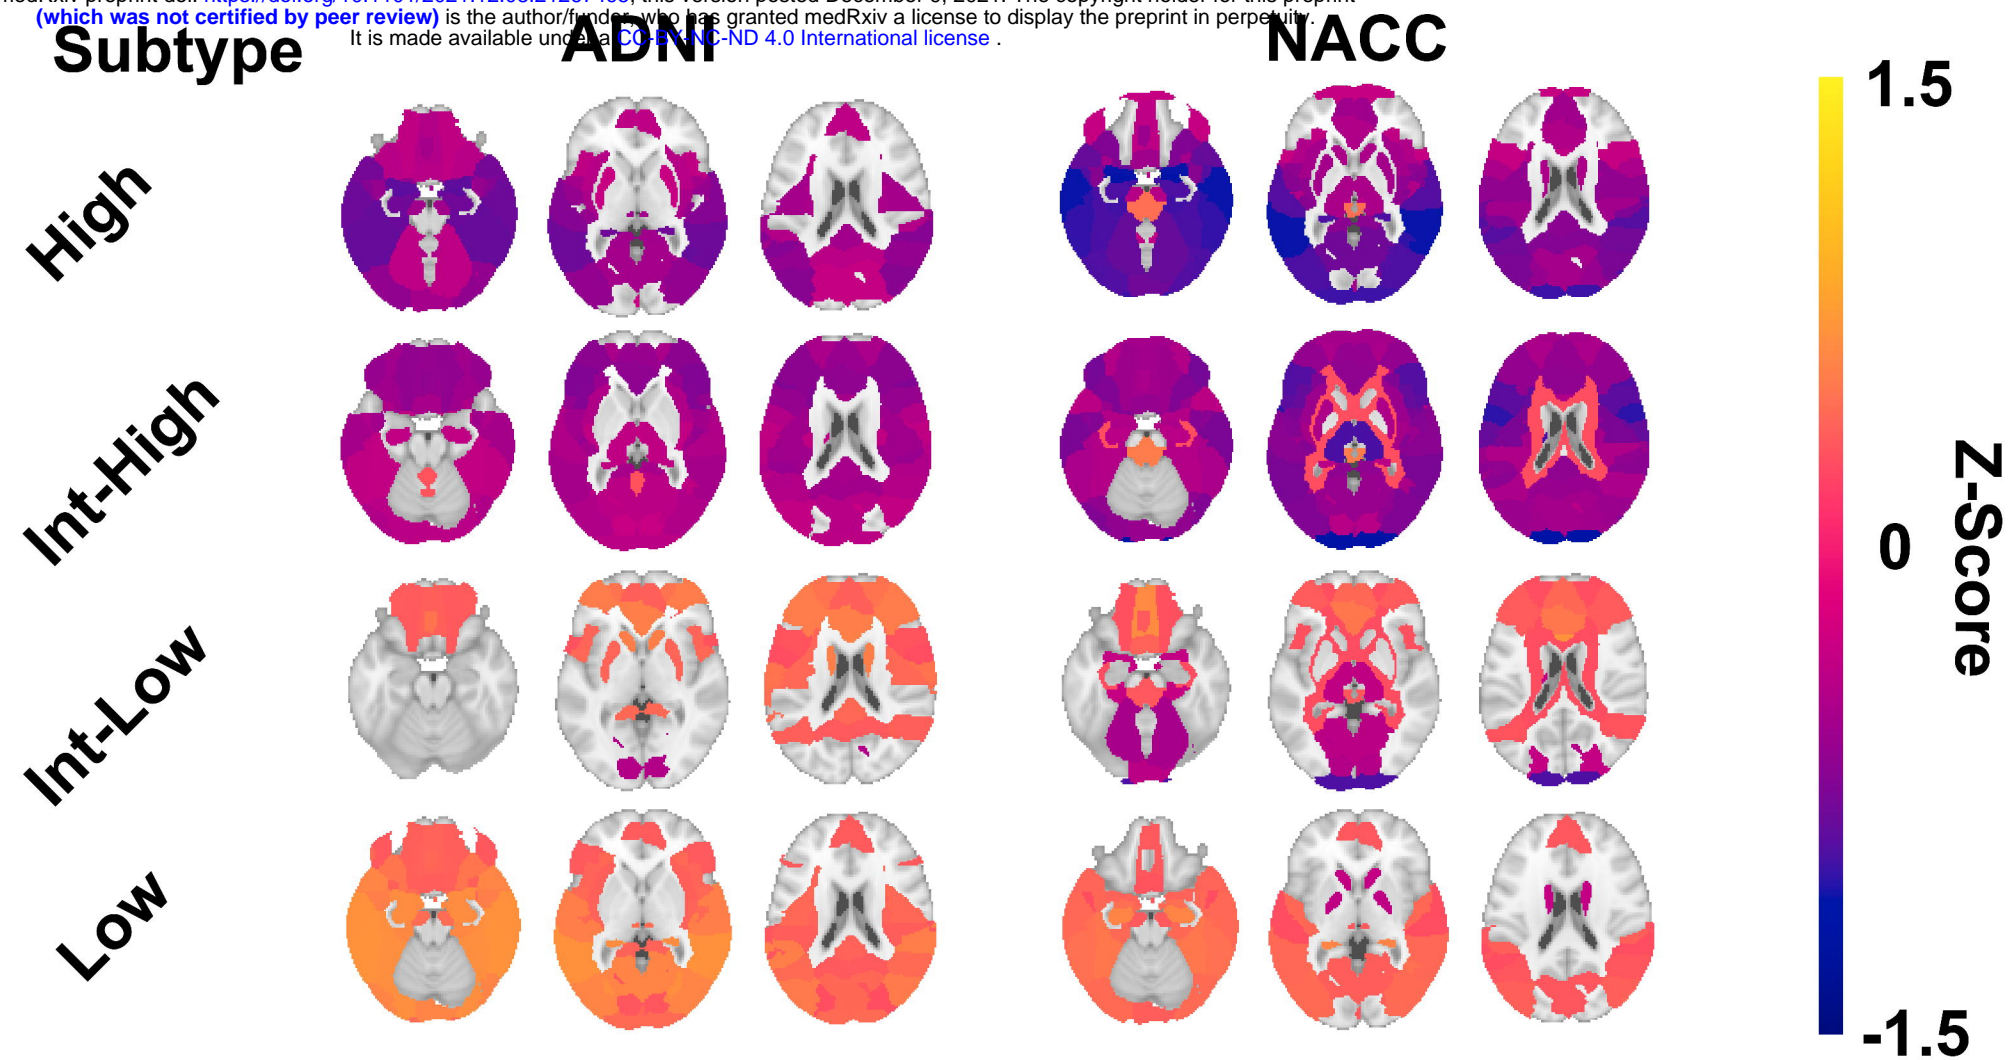 (which was not certified by peer review) is the author/funder, who has granted medRxiv a license to display the preprint in perpetuity.
It is made available under a CC-BY-NC-ND 4.0 International license .
Subtype ADNI NACC
High
Int-High
Int-Low
Low
1.5
0
-1.5
Z-Score